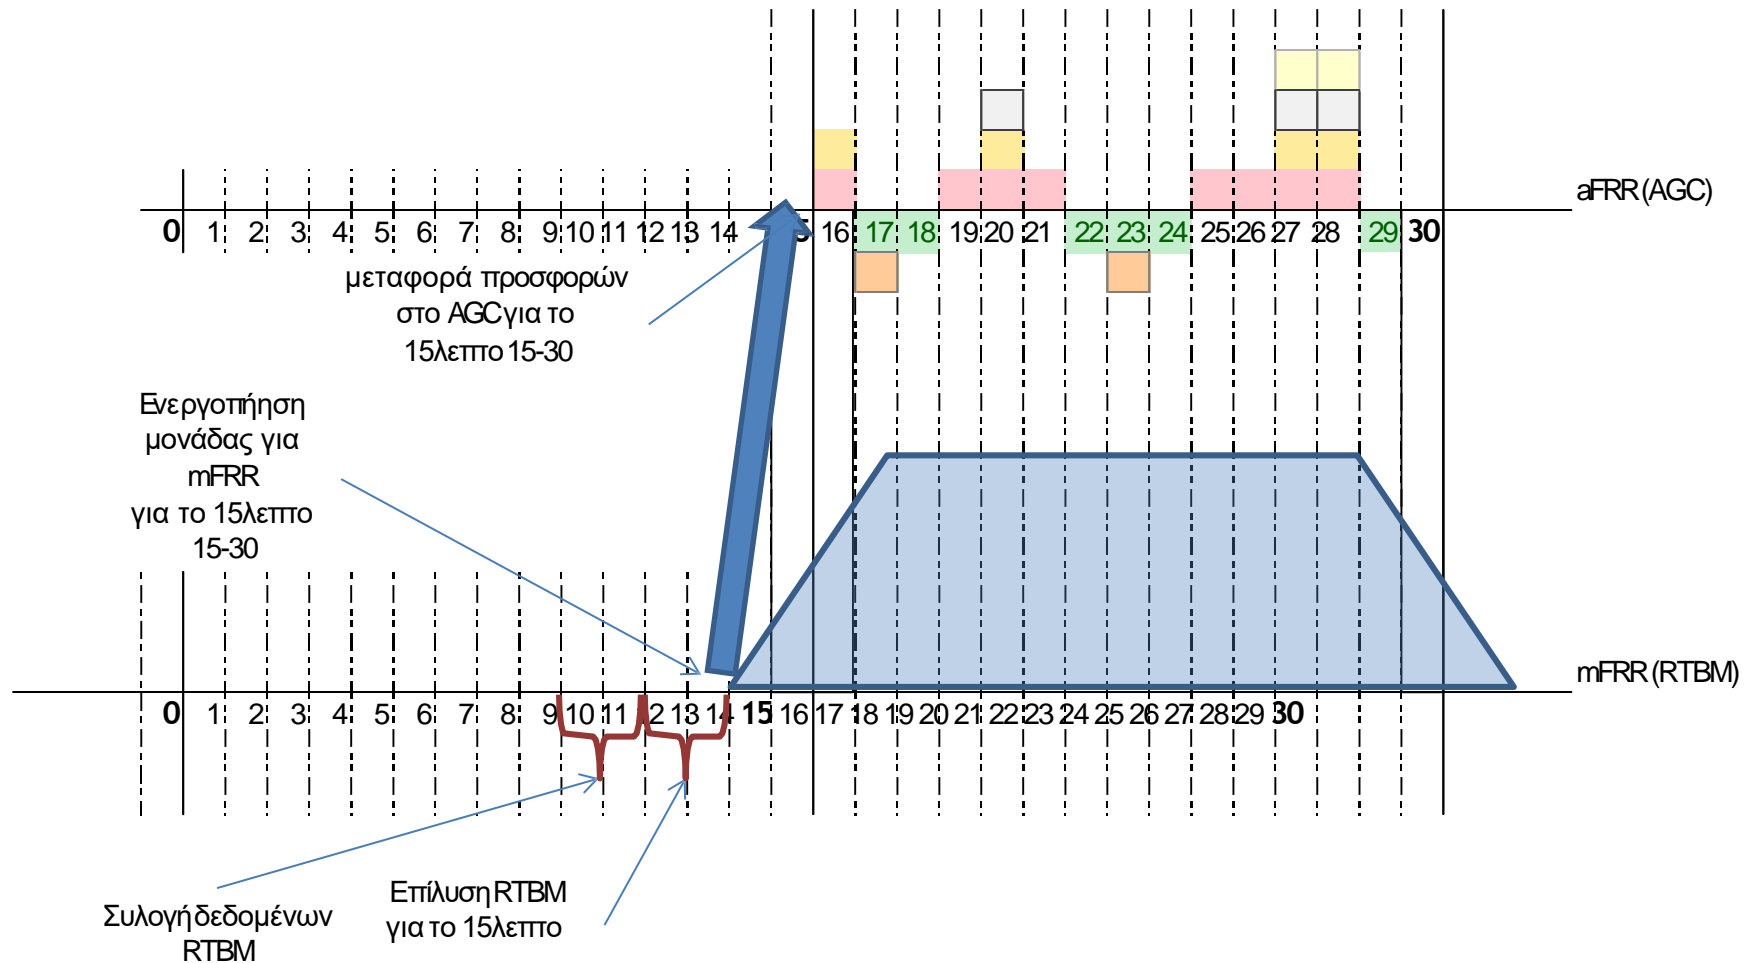 aFRR (AGC)
0 1 2 3 4 5 6 7 8 9 10 11 12 13 14 5 16 17 18 19 20 21 22 23 24 25 26 27 28 29 30
μεταφορά προσφορών
στο AGC για το
15λεπτο 15-30
Ενεργοπήηση
μονάδας για
mFRR
για το 15λεπτο
15-30
mFRR (RTBM)
0 1 2 3 4 5 6 7 8 9 10 11 12 13 14 15 16 17 18 19 20 21 22 23 24 25 26 27 28 29 30
Συλογή δεδομένων
RTBM
Επίλυση RTBM
για το 15λεπτο